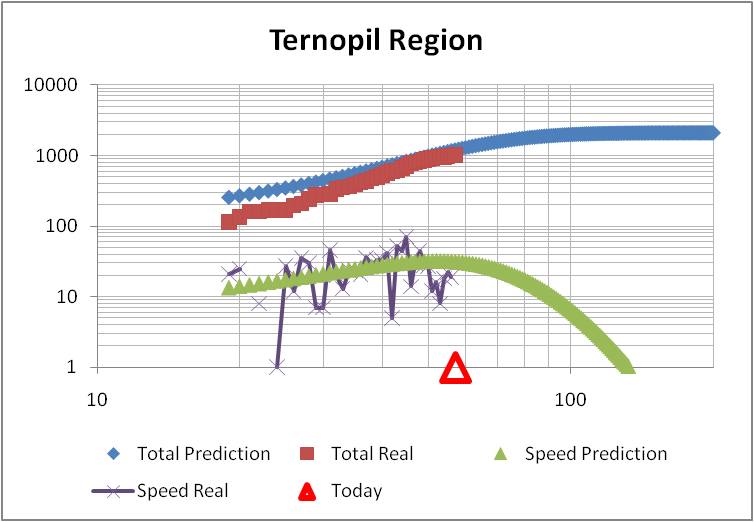 Ternopil Region
10000
1000
100
10
1
10 100
Total Prediction Total Real Speed Prediction
Speed Real Today